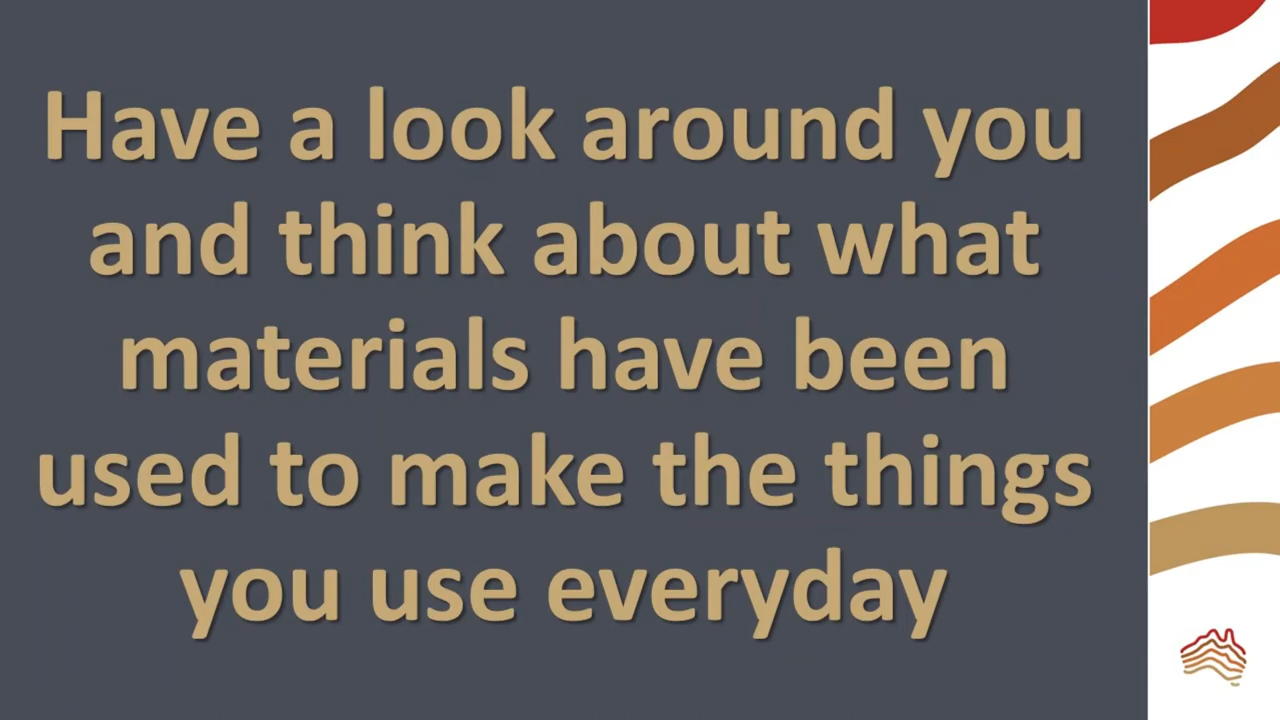 Have a look around you
and think about what
materials have been
used to make the things
you use everyday